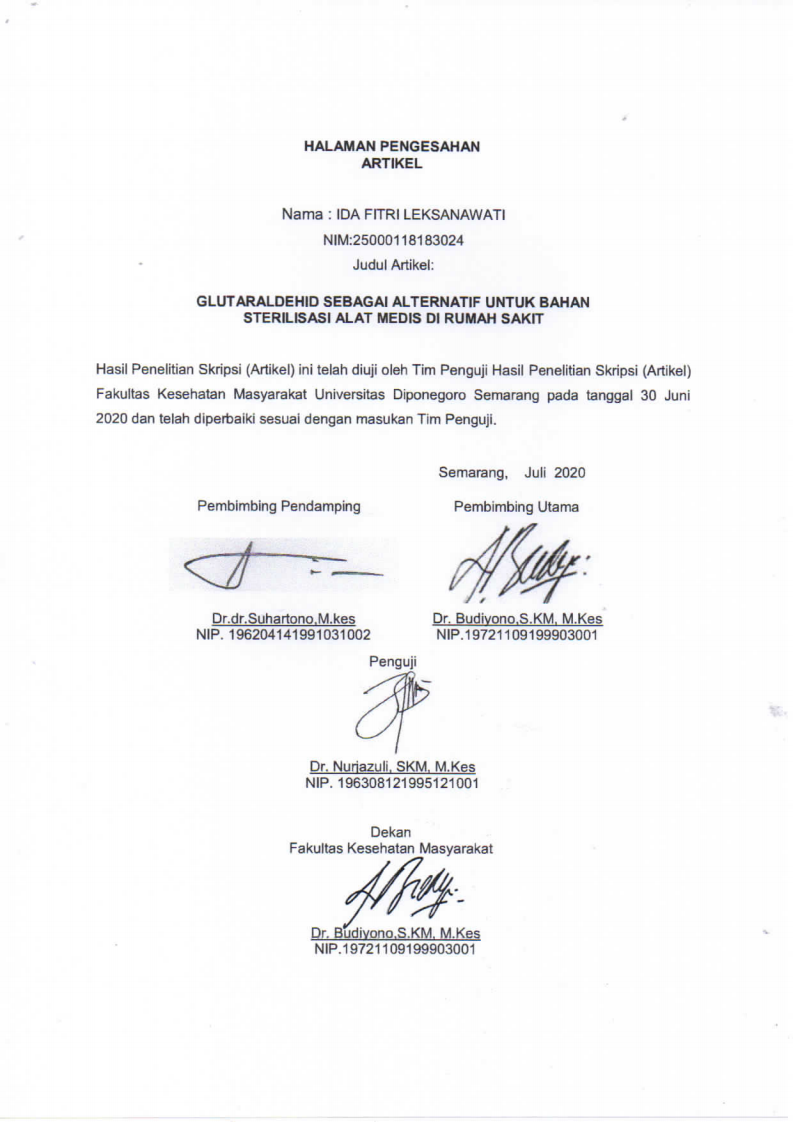 HALAMAN PENGESAHAN
ARTIKEL
Nama : IDA FITRI LEKSANAWATI
NIM:25000118183024
Judul Artikel:
GLUTARALDEHID SEBAGAI ALTERNATIF UNTUK BAHAN
STERILISASI ALAT MEDIS DI RUMAH SAKIT
Hasil Penelitian Skripsi (Artikel) ini telah diuji oleh Tim Penguji Hasil Penelitian Skripsi (Artikel)
Fakultas Kesehatan Masyarakat Universitas Diponegoro Semarang pada tanggal 30 Juni
2020 dan telah diperbaiki sesuai dengan masukan Tim Penguji.
Semarang, Juli 2020
Pembimbing Pendamping
Pembimbing Utama
Dr.dr.Suhartono,M.kes
NIP. 196204141991031002
Dr. Budiyono,S.KM, M.Kes
NIP.19721109199903001
Penguji
Dr. Nurjazuli, SKM, M.Kes
NIP. 196308121995121001
Dekan
Fakultas Kesehatan Masyarakat
Dr. Budiyono,S.KM, M.Kes
NIP.19721109199903001